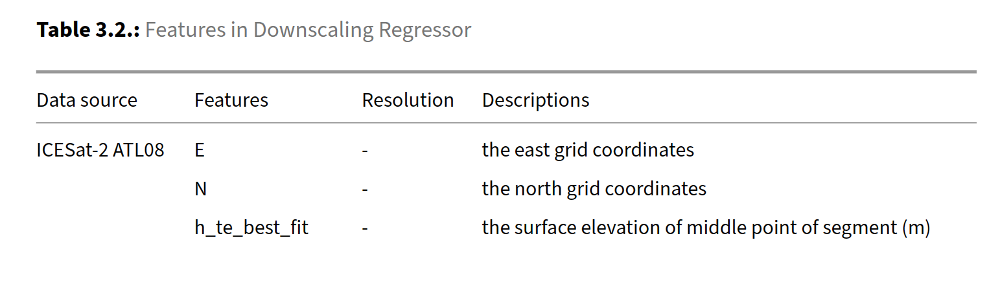 Table 3.2.: Features in Downscaling Regressor
Data source Features Resolution Descriptions
ICESat-2 ATL08 E - the east grid coordinates
N - the north grid coordinates
h_te_best_fit - the surface elevation of middle point of segment (m)